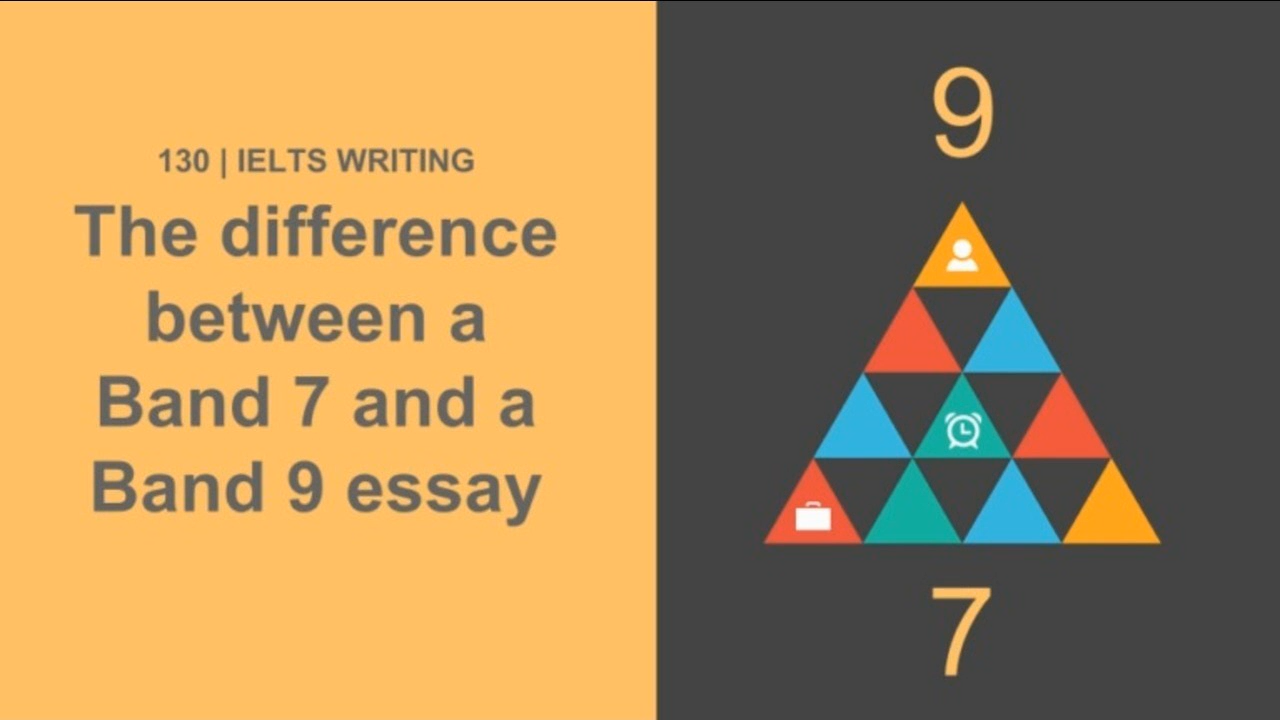 130 | IELTS WRITING
The difference
between a
Band 7 and a
Band 9 essay
9
7